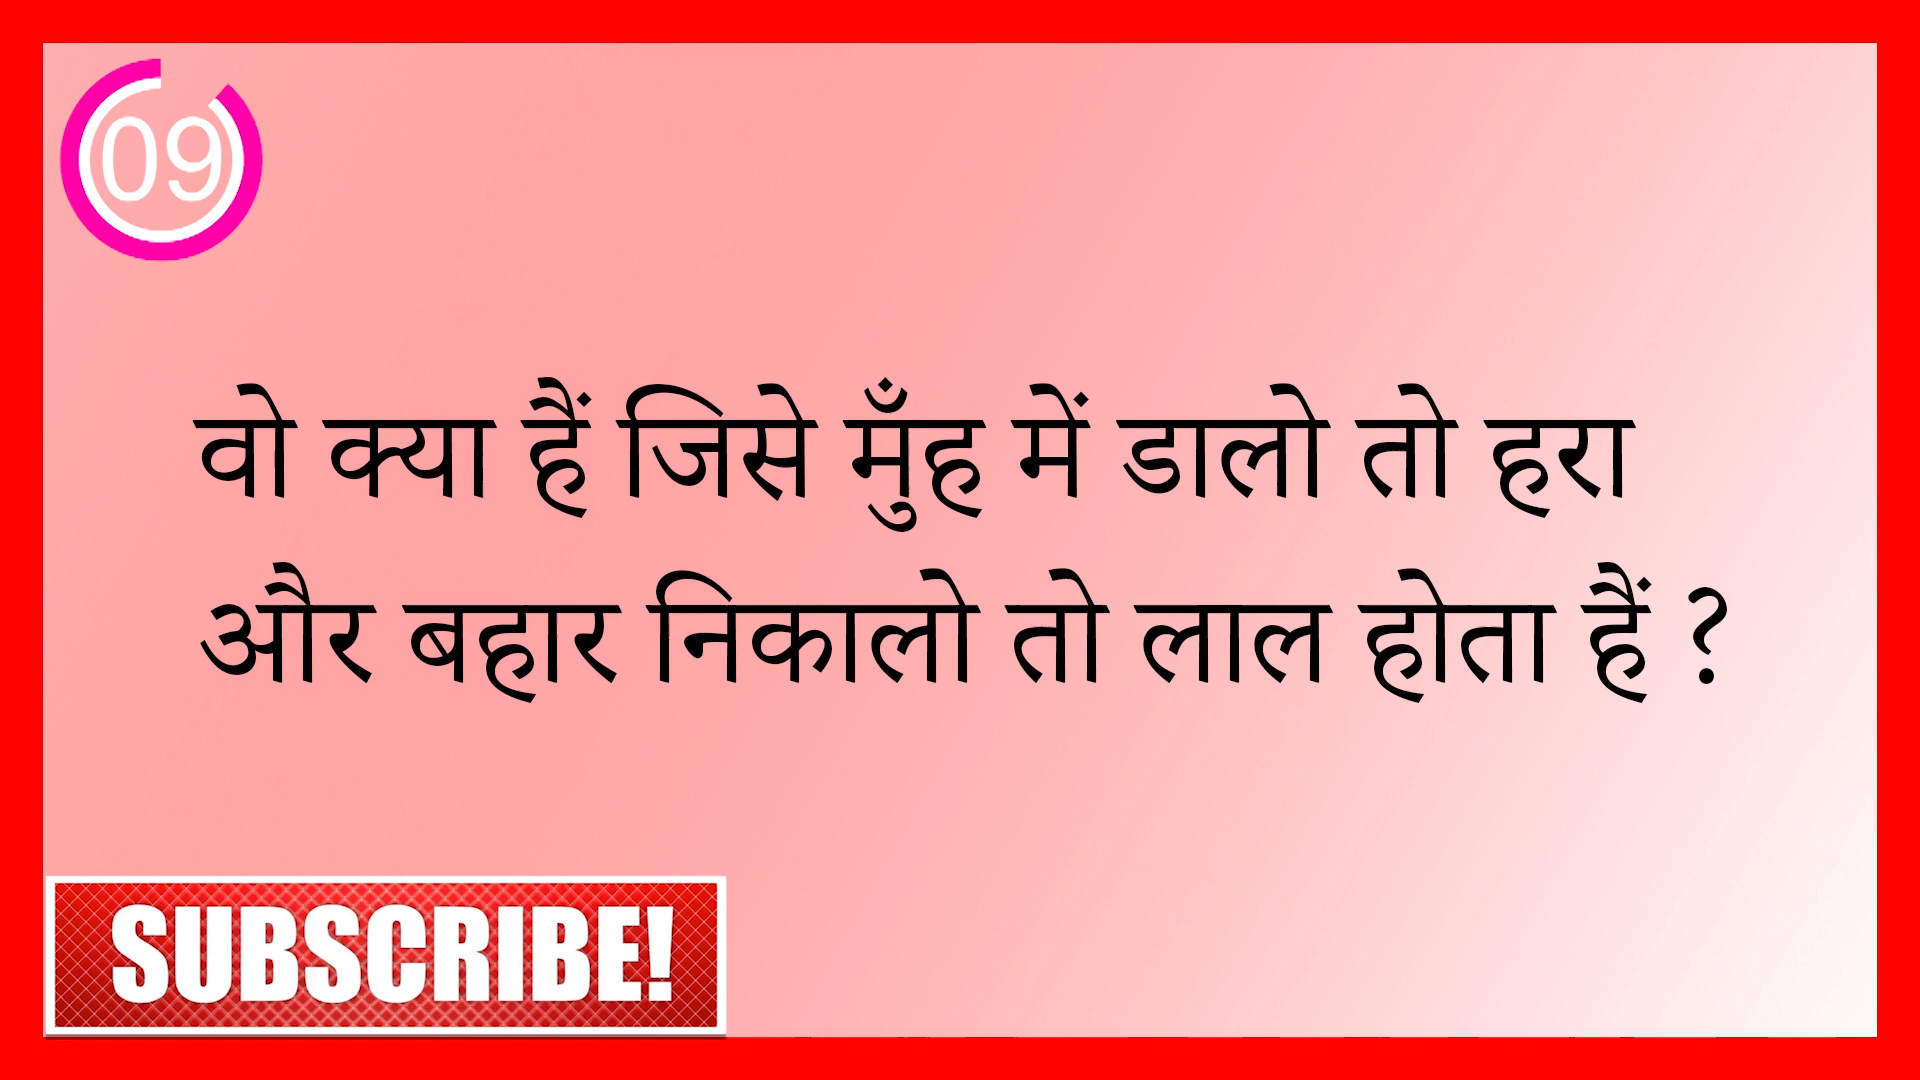 09
वो क्या हैं जिसे मुँह में डालो तो हरा
और बहार निकालो तो लाल होता हैं ?
SUBSCRIBE!